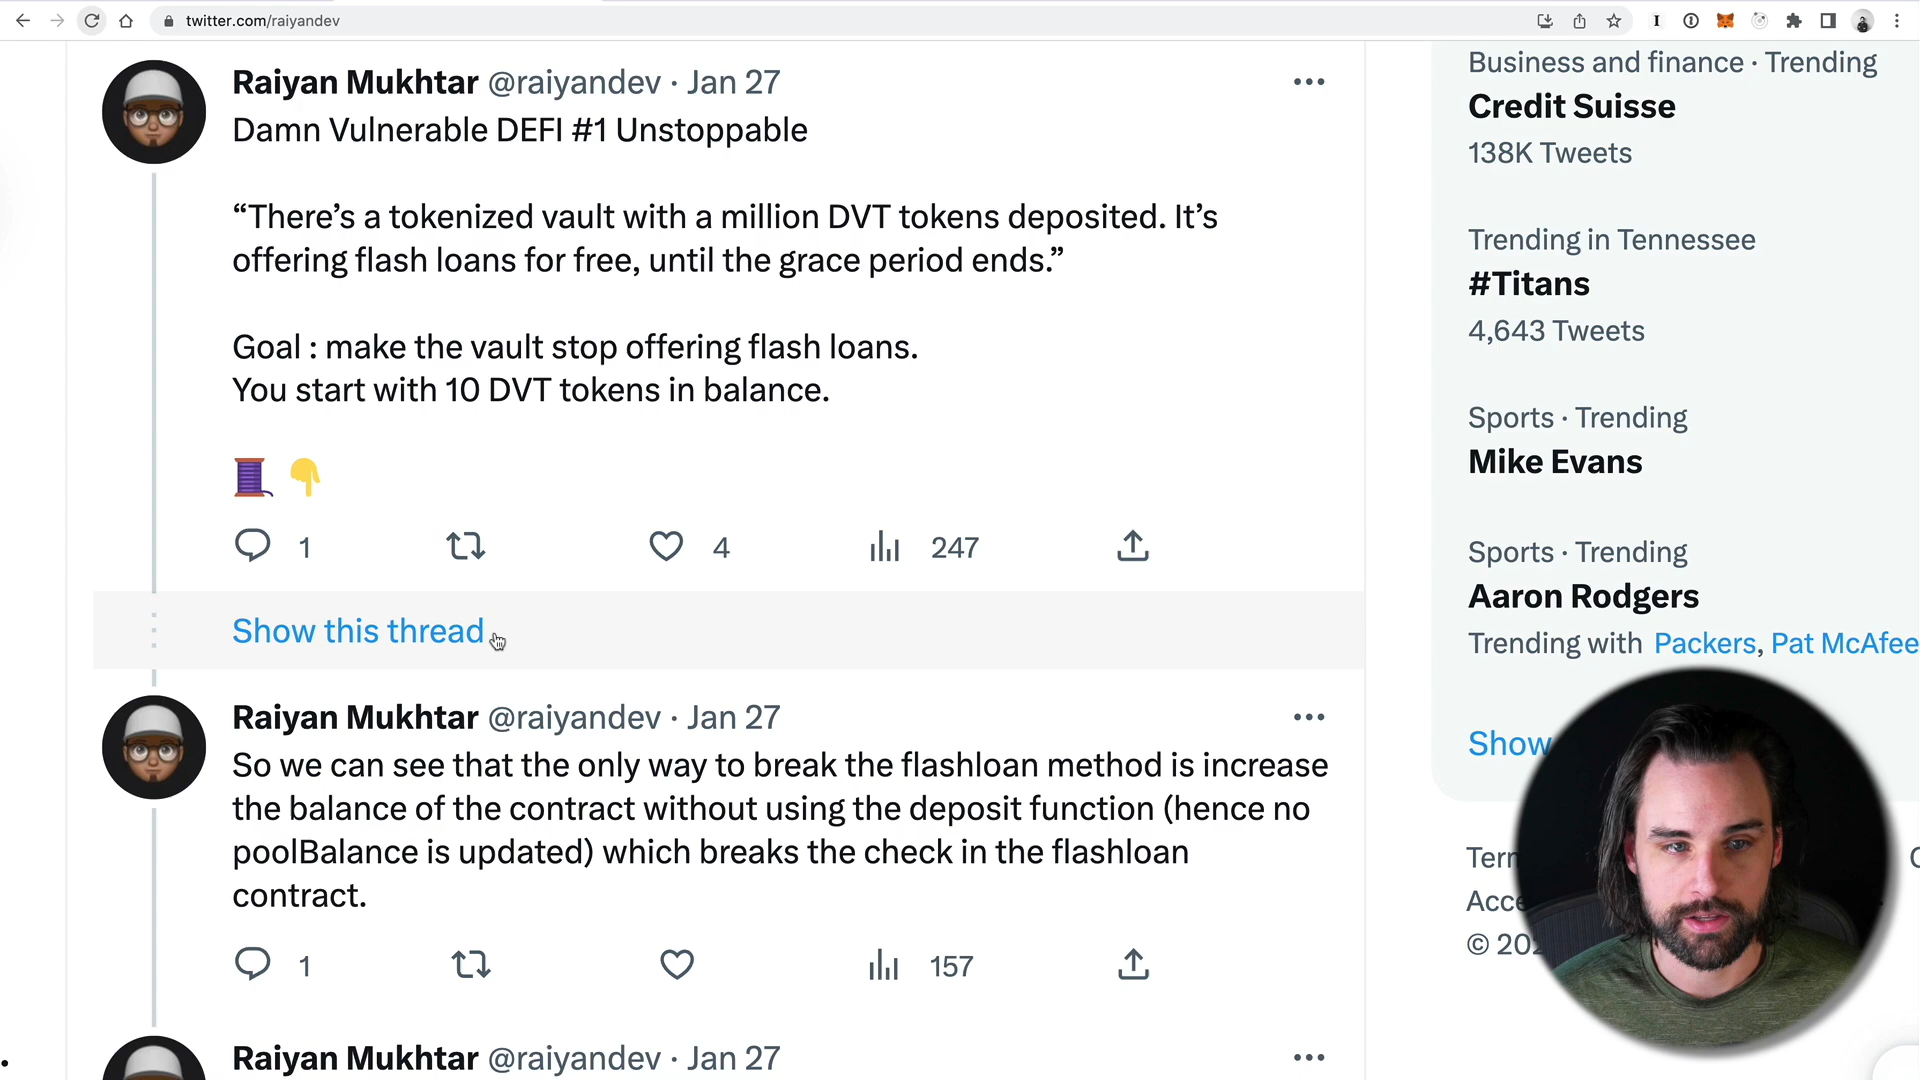 twitter.com/raiyandev
Raiyan Mukhtar @raiyandev · Jan 27
Damn Vulnerable DEFI #1 Unstoppable
“There’s a tokenized vault with a million DVT tokens deposited. It’s
offering flash loans for free, until the grace period ends.”
Goal : make the vault stop offering flash loans.
You start with 10 DVT tokens in balance.
1 4 247
Show this thread
Raiyan Mukhtar @raiyandev · Jan 27
So we can see that the only way to break the flashloan method is increase
the balance of the contract without using the deposit function (hence no
poolBalance is updated) which breaks the check in the flashloan
contract.
1 157
Raiyan Mukhtar @raiyandev · Jan 27
Business and finance · Trending
Credit Suisse
138K Tweets
Trending in Tennessee
#Titans
4,643 Tweets
Sports · Trending
Mike Evans
Sports · Trending
Aaron Rodgers
Trending with Packers, Pat McAfee
Show